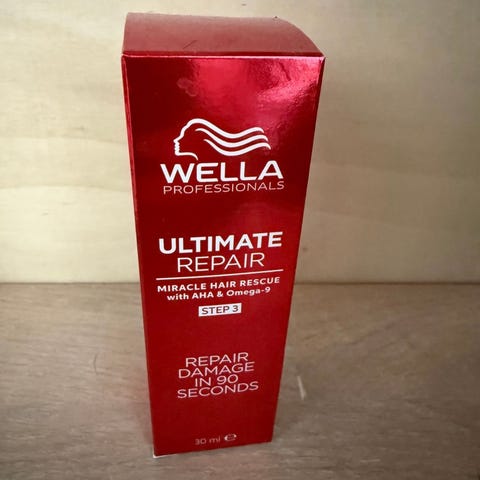 WELLA
PROFESSIONALS
ULTIMATE
REPAIR
MIRACLE HAIR RESCUE
with AHA & Omega-9
STEP 3
REPAIR
DAMAGE
IN 90
SECONDS
30 ml ℮